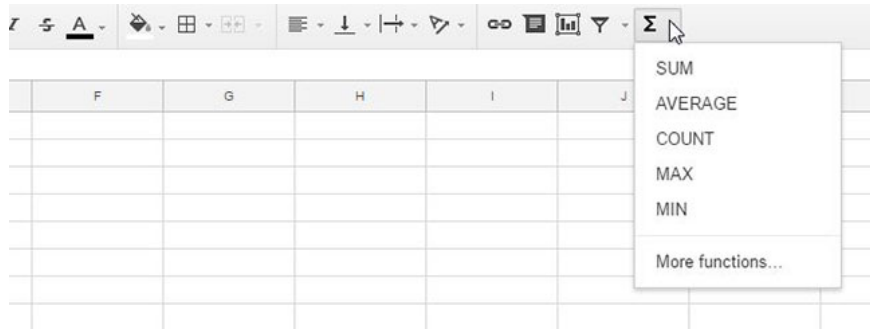 I S A Σ
F G H I J
SUM
AVERAGE
COUNT
MAX
MIN
More functions...